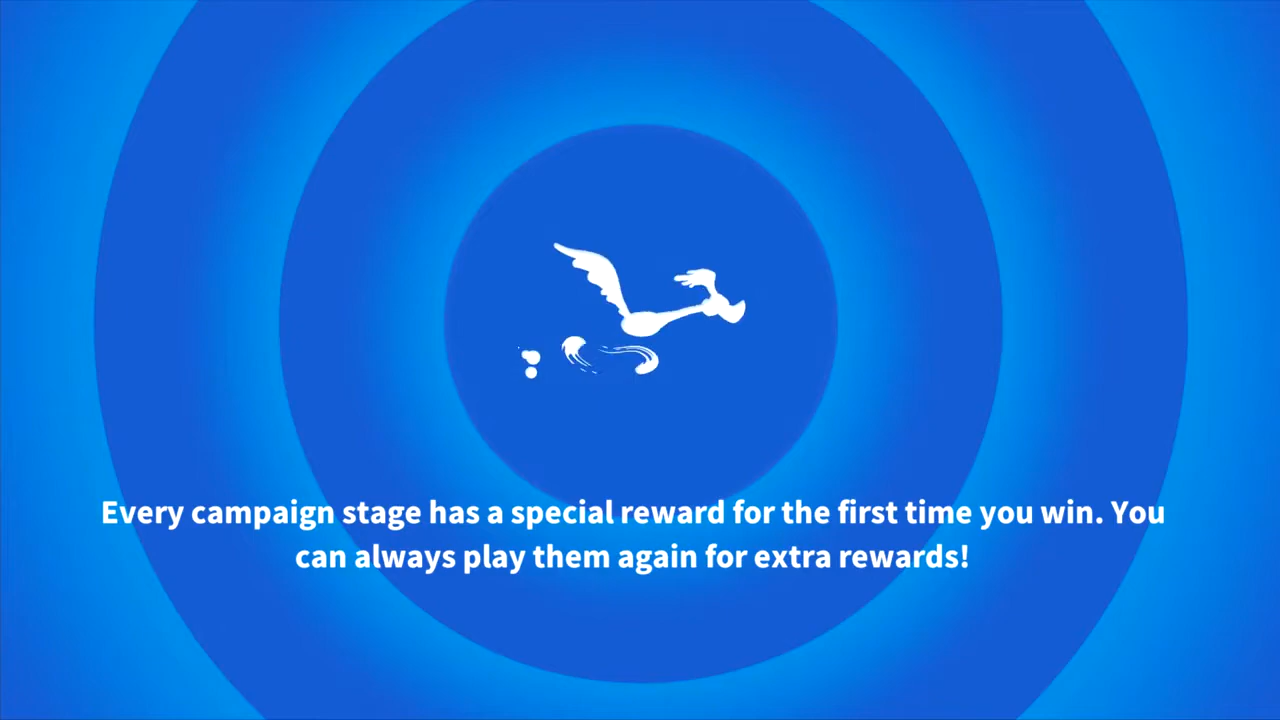 Every campaign stage has a special reward for the first time you win. You
can always play them again for extra rewards!